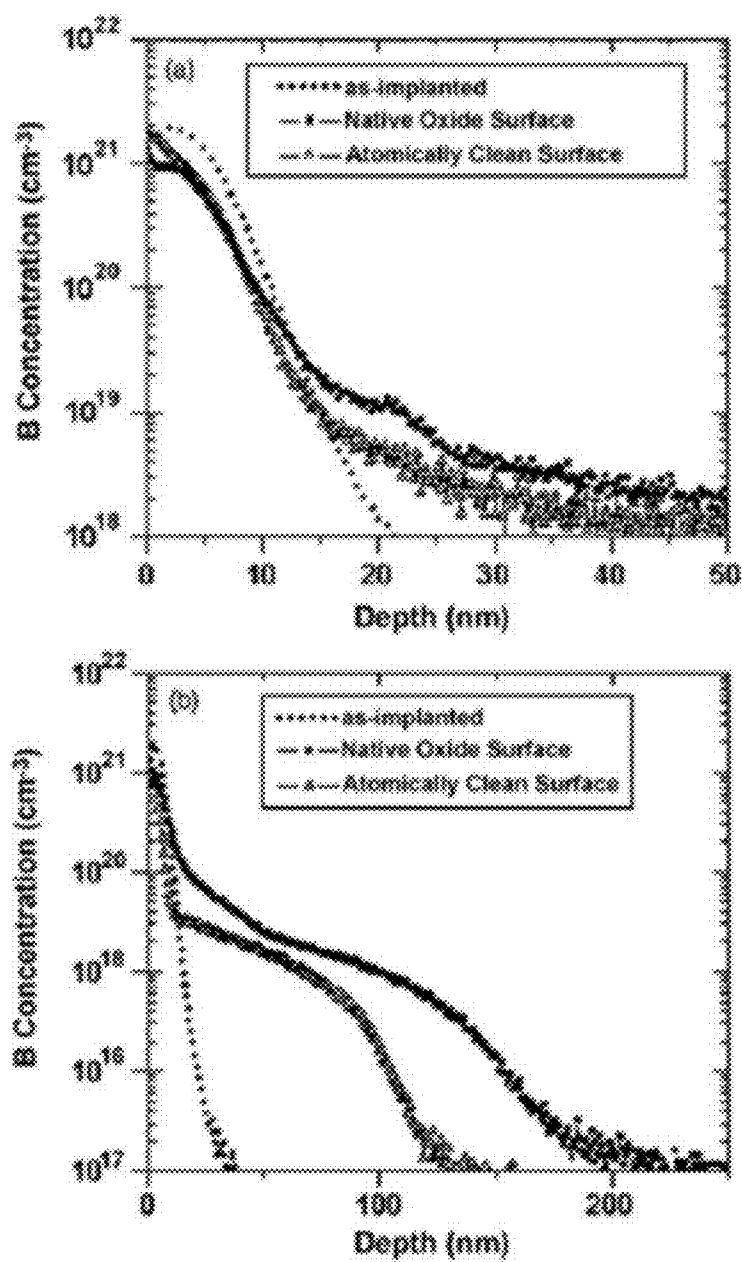 10²²
(a)
as-implanted
Native Oxide Surface
Atomically Clean Surface
10²¹
10²⁰
10¹⁹
10¹⁸
B Concentration (cm⁻³)
0 10 20 30 40 50
Depth (nm)
10²²
(b)
as-implanted
Native Oxide Surface
Atomically Clean Surface
10²¹
10²⁰
10¹⁷
B Concentration (cm⁻³)
0 100 200
Depth (nm)